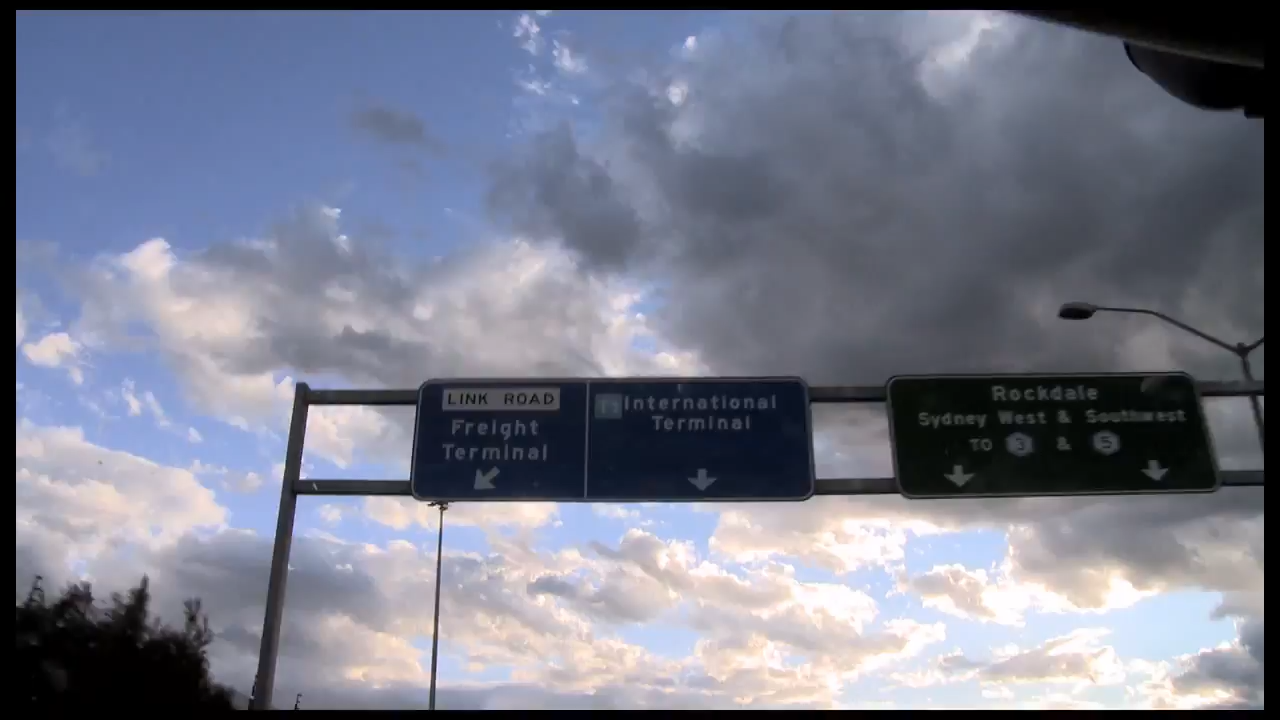 LINK ROAD
Freight
Terminal
International
Terminal
Rockdale
Sydney West & Southwest
TO 3 & 5